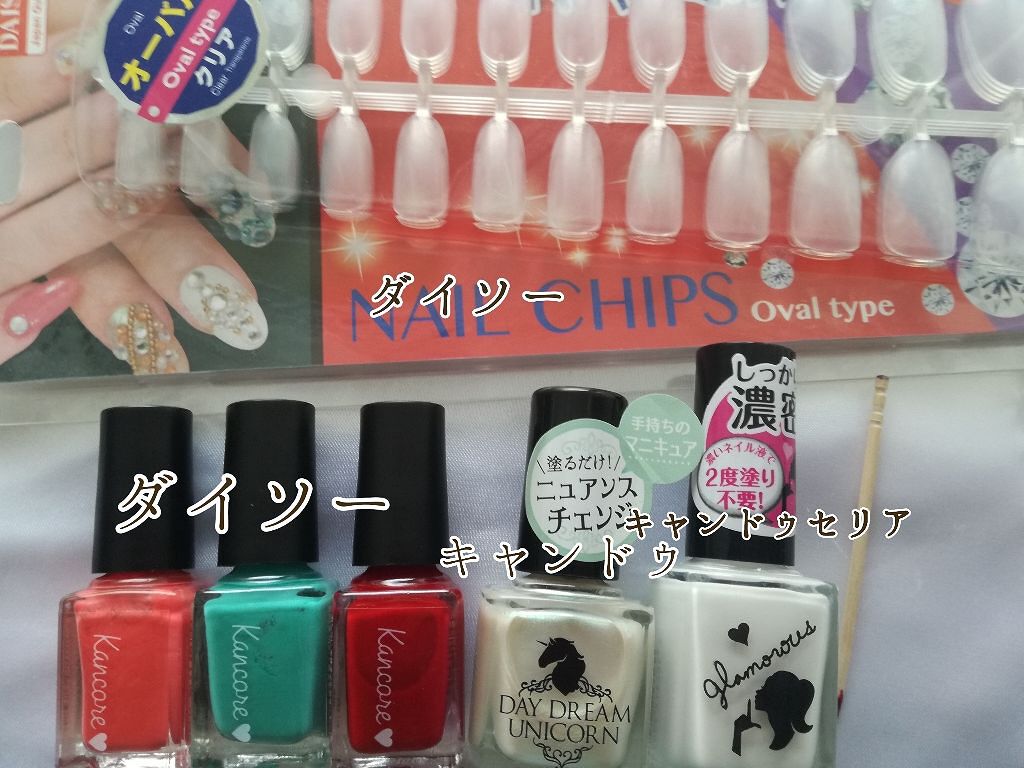 DAIS
Japan
Oval
オーバル
Oval type
クリア
Clear Transparente
ダイソー
NAIL CHIPS Oval type
ダイソー
キャンドゥ
キャンドゥセリア
手持ちの
マニキュア
塗るだけ!
ニュアンス
チェンジ
しっか
濃密
濃いネイル液で
2度塗り
不要!
Kancore
Kancore
Kancore
DAY DREAM
UNICORN
glamorous